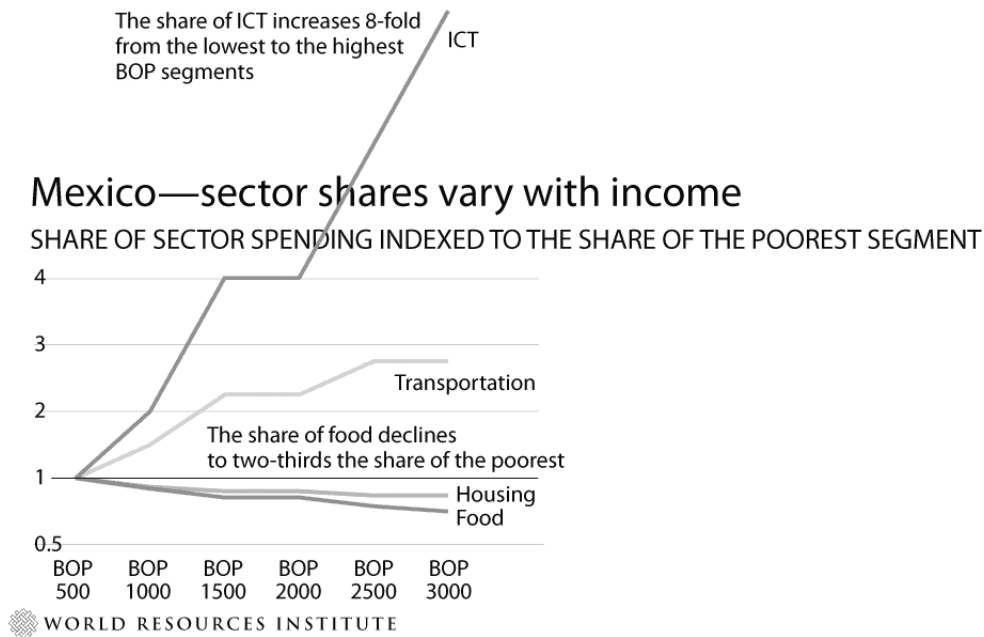 The share of ICT increases 8-fold
from the lowest to the highest
BOP segments
ICT
Mexico—sector shares vary with income
SHARE OF SECTOR SPENDING INDEXED TO THE SHARE OF THE POOREST SEGMENT
4
3
Transportation
2
The share of food declines
to two-thirds the share of the poorest
1
Housing
Food
0.5
BOP BOP BOP BOP BOP BOP
500 1000 1500 2000 2500 3000
WORLD RESOURCES INSTITUTE